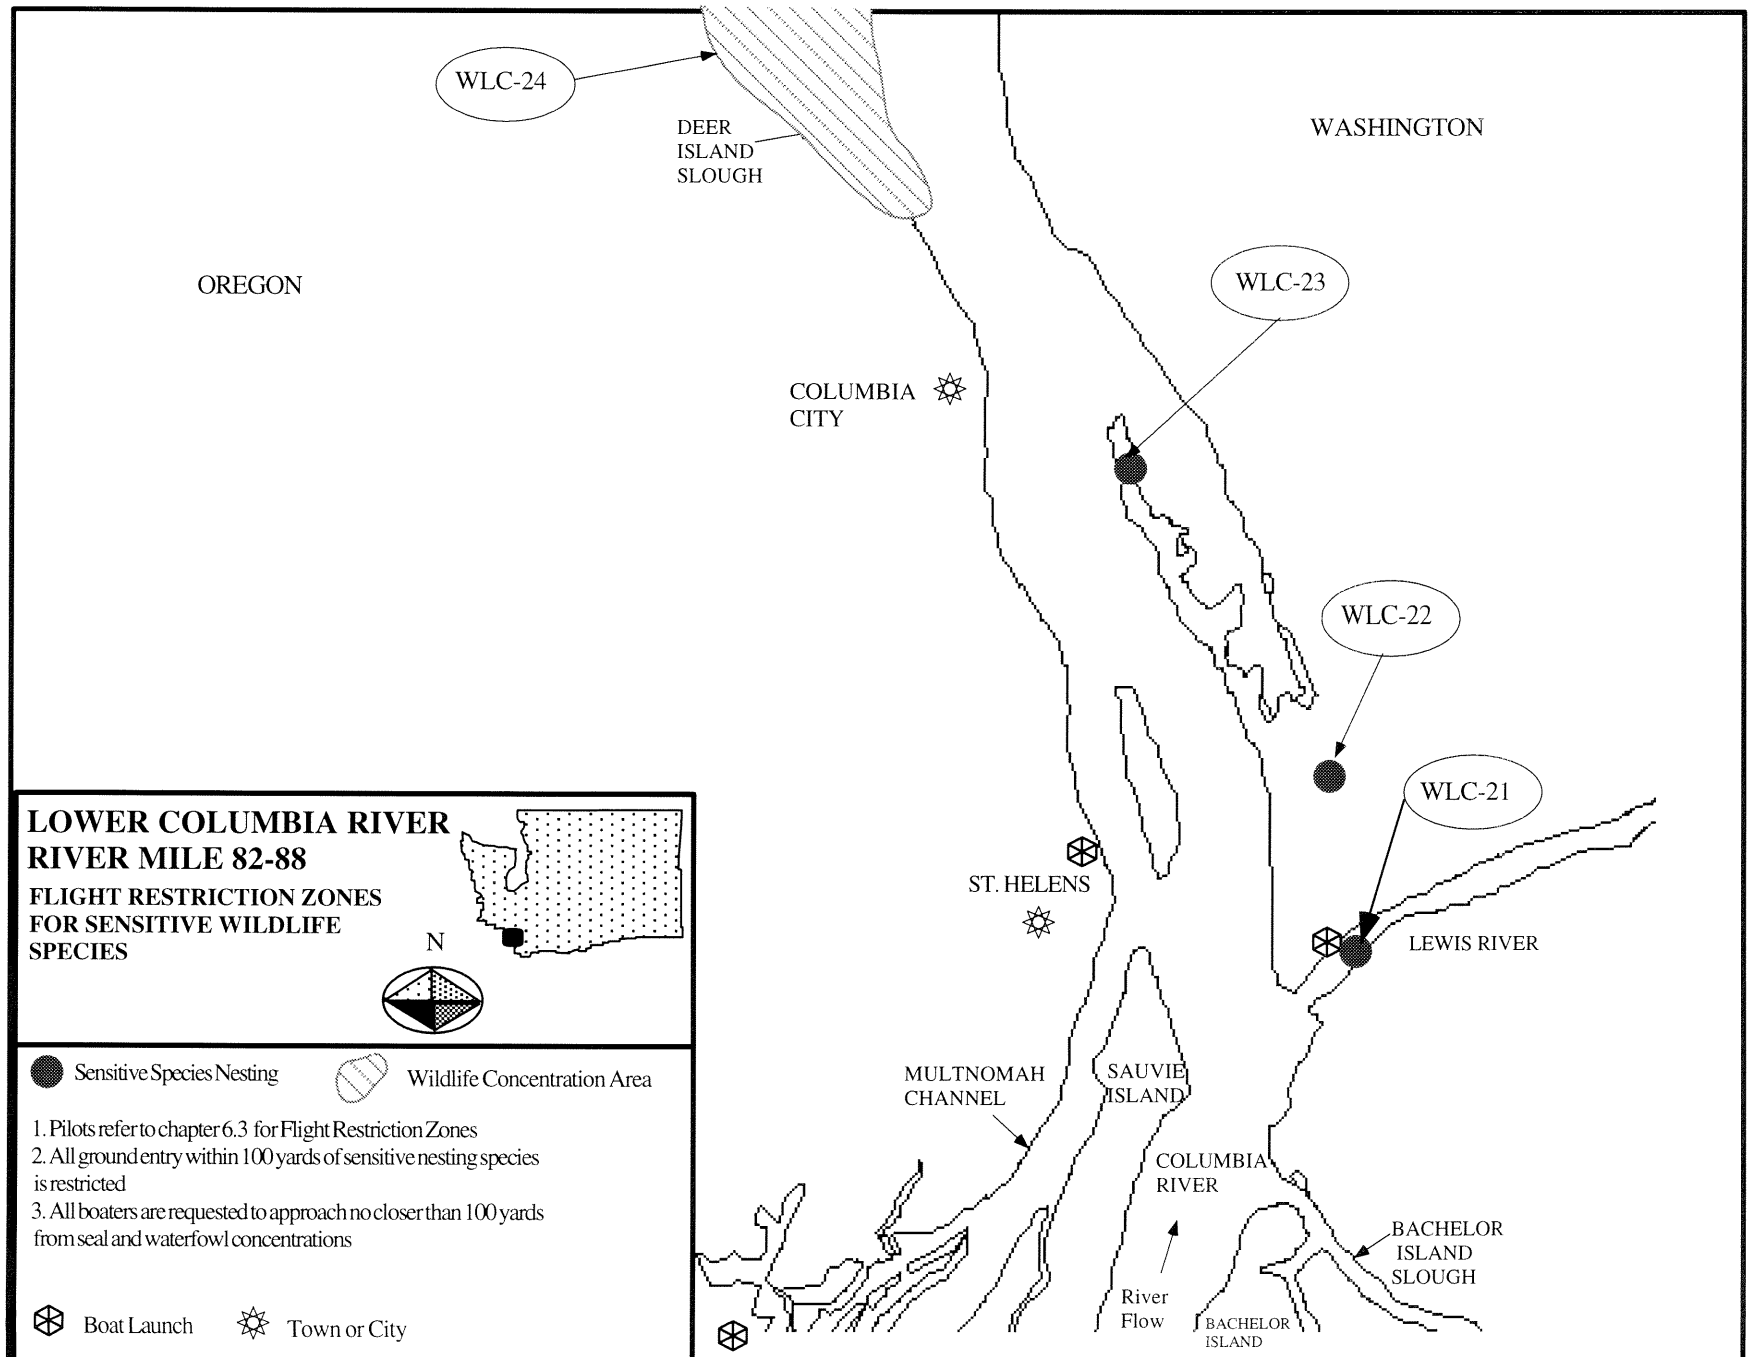 WLC-24
DEER
ISLAND
SLOUGH
WASHINGTON
OREGON
WLC-23
COLUMBIA
CITY
WLC-22
WLC-21
ST. HELENS
LEWIS RIVER
MULTNOMAH
CHANNEL
SAUVIE
ISLAND
COLUMBIA
RIVER
BACHELOR
ISLAND
SLOUGH
River
Flow
BACHELOR
ISLAND
LOWER COLUMBIA RIVER
RIVER MILE 82-88
FLIGHT RESTRICTION ZONES
FOR SENSITIVE WILDLIFE
SPECIES
N
Sensitive Species Nesting
Wildlife Concentration Area
1. Pilots refer to chapter 6.3 for Flight Restriction Zones
2. All ground entry within 100 yards of sensitive nesting species
is restricted
3. All boaters are requested to approach no closer than 100 yards
from seal and waterfowl concentrations
Boat Launch
Town or City